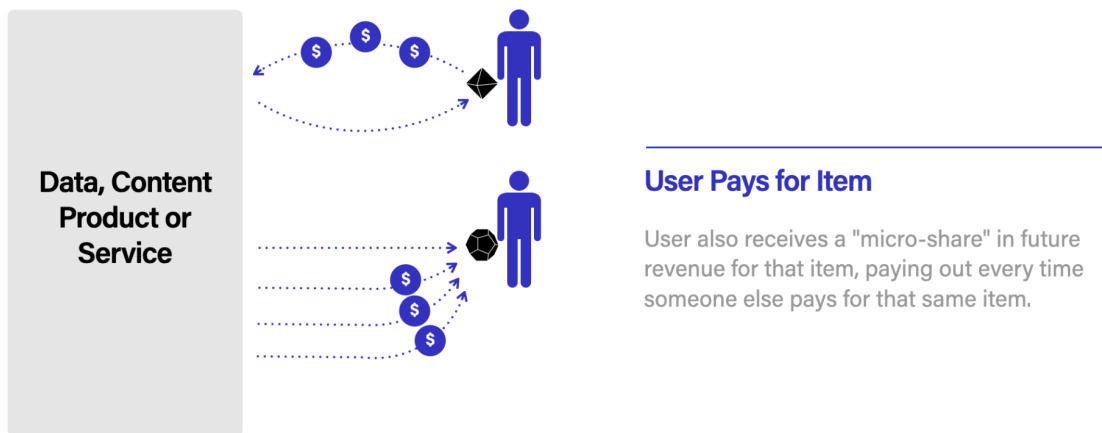 $ $ $
Data, Content
Product or
Service
$
$
$
User Pays for Item
User also receives a "micro-share" in future
revenue for that item, paying out every time
someone else pays for that same item.